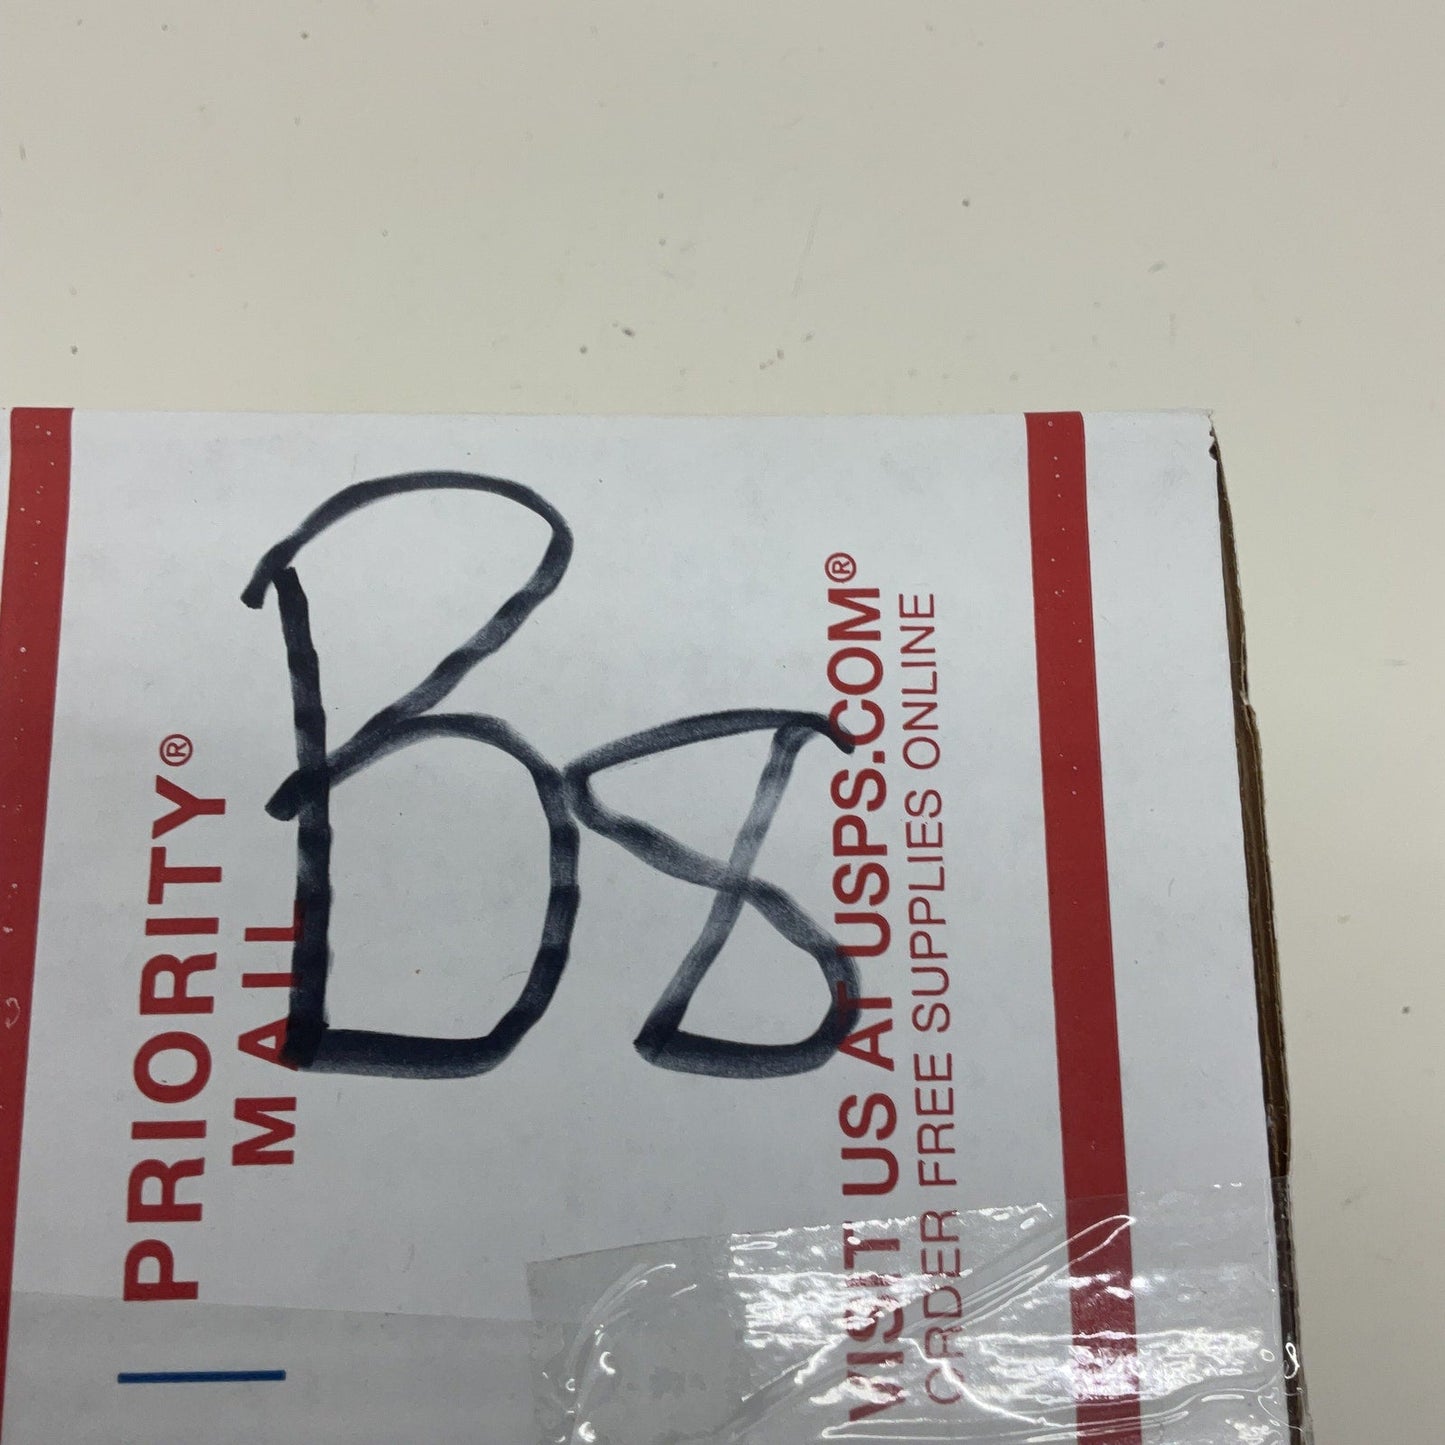 B8
PRIORITY®
MAIL
VISIT US AT USPS.COM®
ORDER FREE SUPPLIES ONLINE